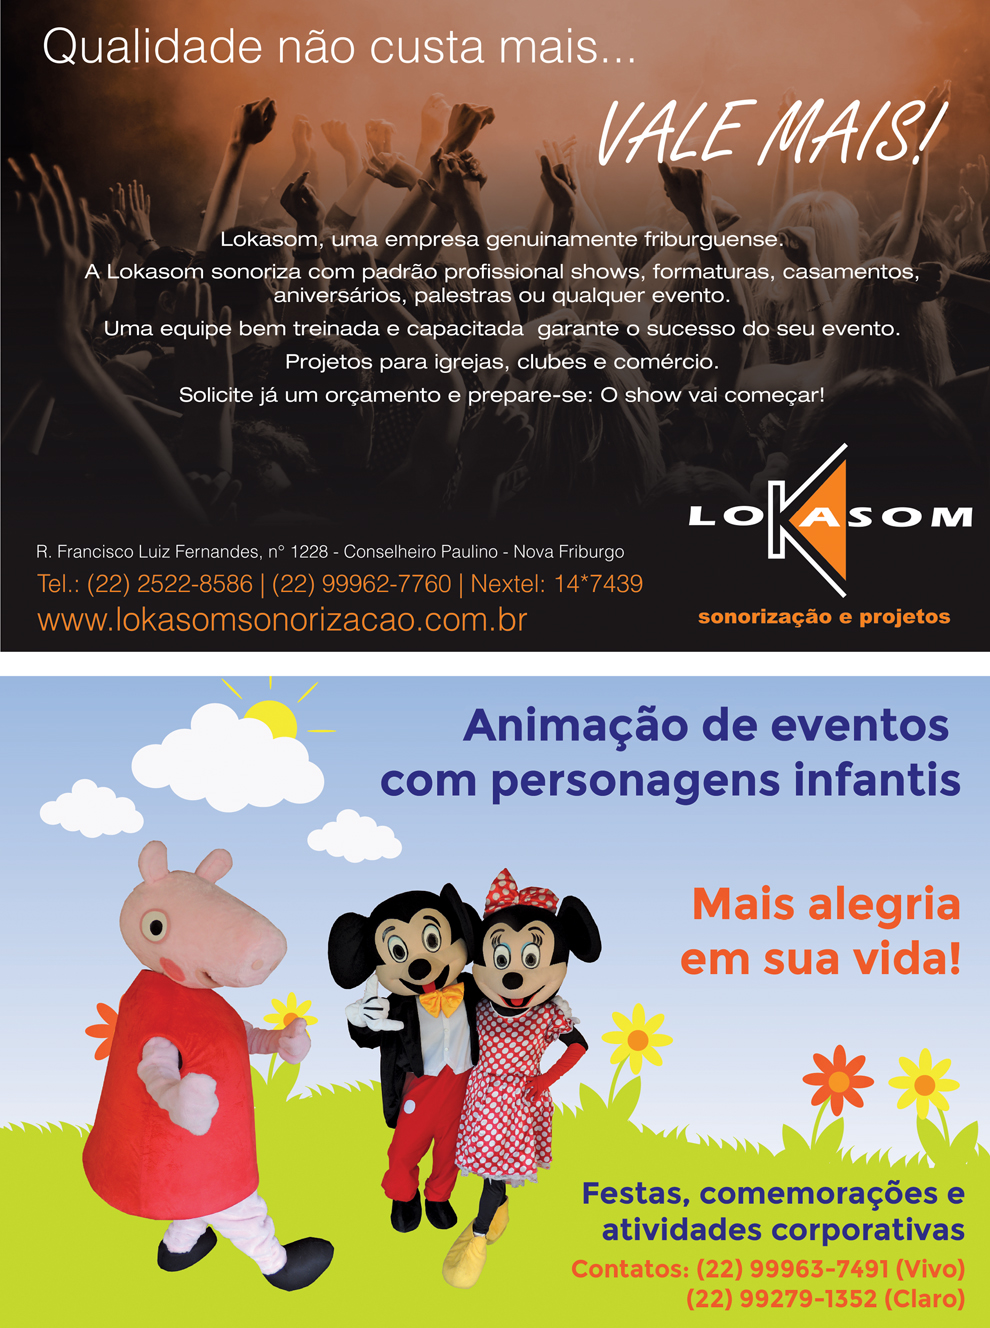 Qualidade não custa mais...
VALE MAIS!
Lokasom, uma empresa genuinamente friburguense.
A Lokasom sonoriza com padrão profissional shows, formaturas, casamentos,
aniversários, palestras ou qualquer evento.
Uma equipe bem treinada e capacitada garante o sucesso do seu evento.
Projetos para igrejas, clubes e comércio.
Solicite já um orçamento e prepare-se: O show vai começar!
LOKASOM
sonorização e projetos
R. Francisco Luiz Fernandes, n° 1228 - Conselheiro Paulino - Nova Friburgo
Tel.: (22) 2522-8586 | (22) 99962-7760 | Nextel: 14*7439
www.lokasomsonorizacao.com.br
Animação de eventos
com personagens infantis
Mais alegria
em sua vida!
Festas, comemorações e
atividades corporativas
Contatos: (22) 99963-7491 (Vivo)
(22) 99279-1352 (Claro)